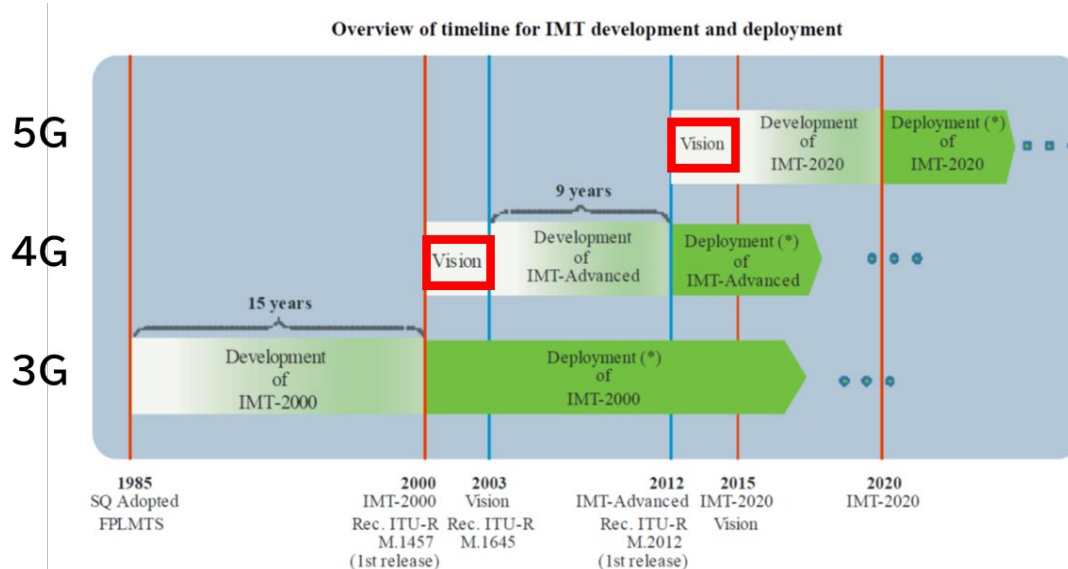 Overview of timeline for IMT development and deployment
5G
Vision
Development
of
IMT-2020
Deployment (*)
of
IMT-2020
9 years
4G
Vision
Development
of
IMT-Advanced
Deployment (*)
of
IMT-Advanced
15 years
3G
Development
of
IMT-2000
Deployment (*)
of
IMT-2000
1985
SQ Adopted
FPLMTS
2000
IMT-2000
Rec. ITU-R
M.1457
(1st release)
2003
Vision
Rec. ITU-R
M.1645
2012
IMT-Advanced
Rec. ITU-R
M.2012
(1st release)
2015
IMT-2020
Vision
2020
IMT-2020